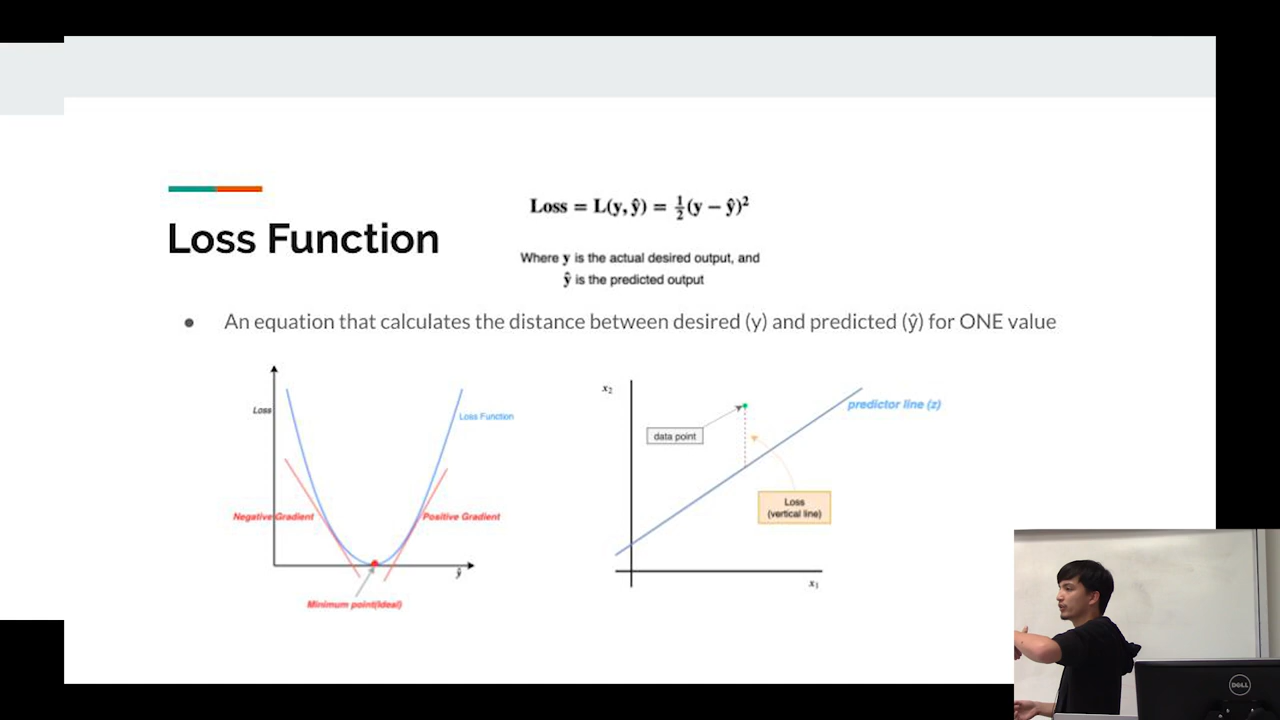 Loss = L(y, ŷ) = ½(y − ŷ)²
Loss Function
Where y is the actual desired output, and
ŷ is the predicted output
● An equation that calculates the distance between desired (y) and predicted (ŷ) for ONE value
Loss
Loss Function
Negative Gradient
Positive Gradient
ŷ
Minimum point(Ideal)
x₂
predictor line (z)
data point
Loss
(vertical line)
x₁
DELL